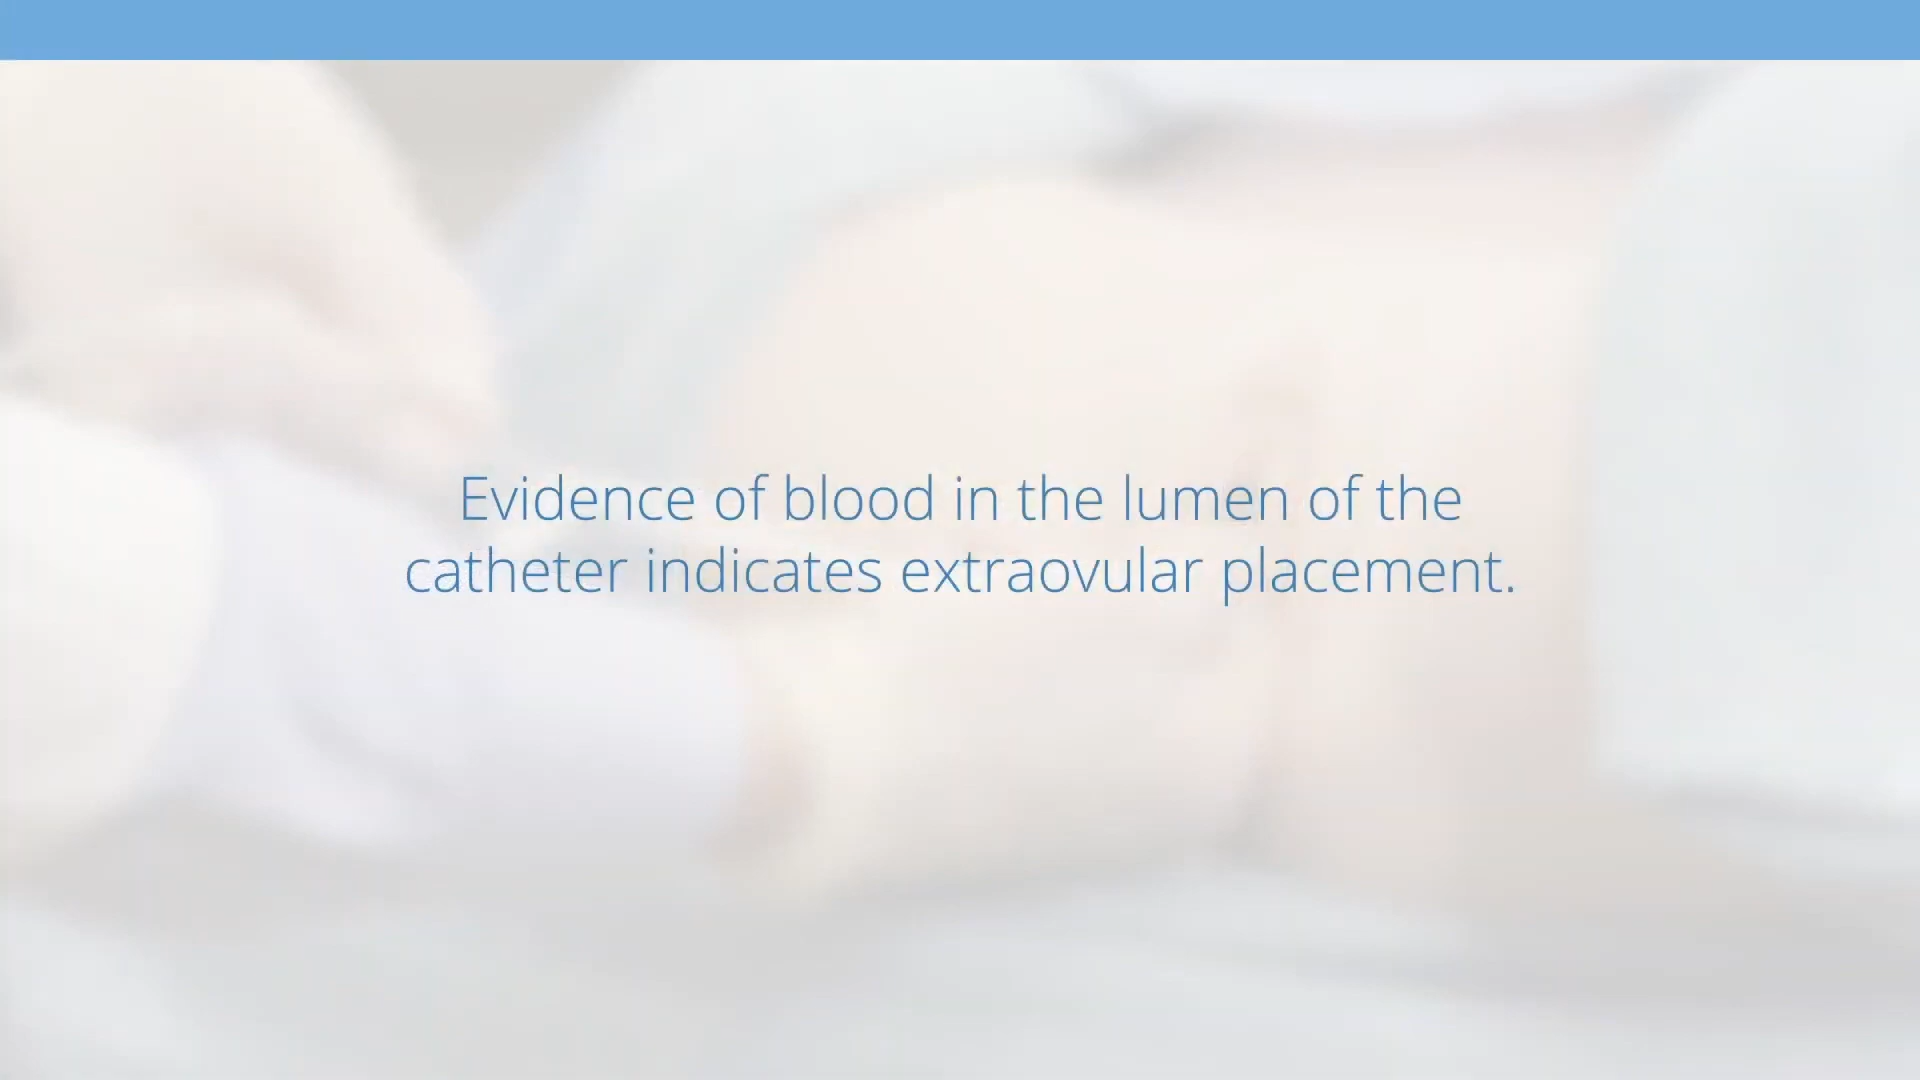 Evidence of blood in the lumen of the
catheter indicates extraovular placement.